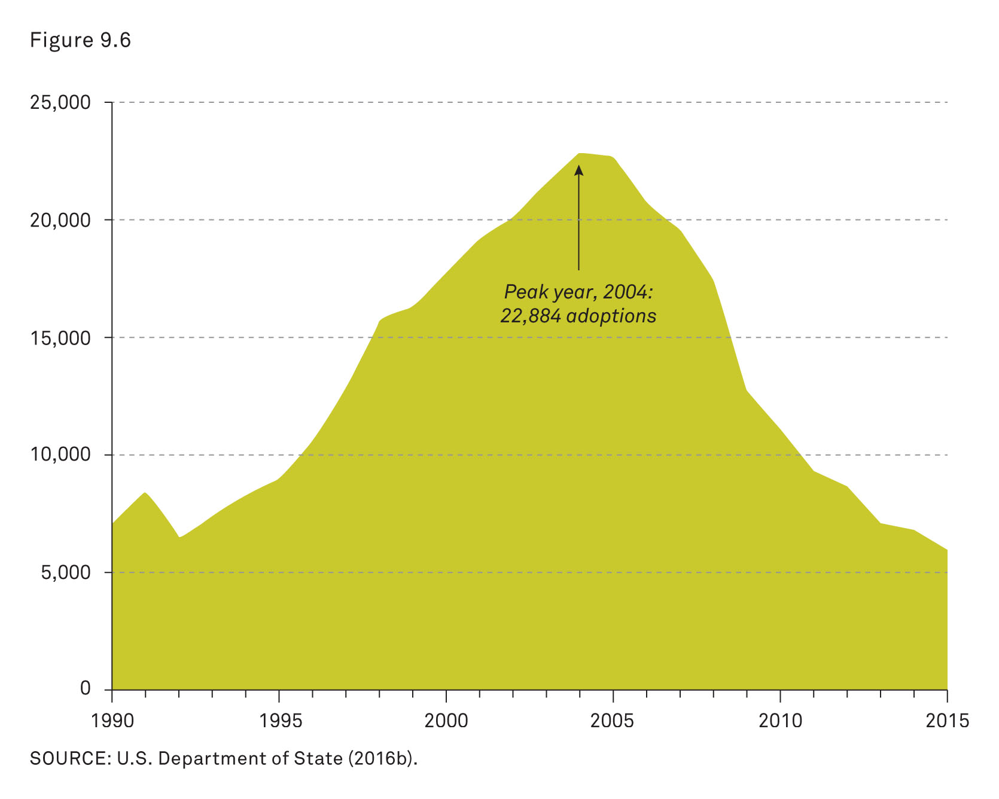 Figure 9.6
25,000
20,000
15,000
10,000
5,000
0
Peak year, 2004:
22,884 adoptions
1990 1995 2000 2005 2010 2015
SOURCE: U.S. Department of State (2016b).